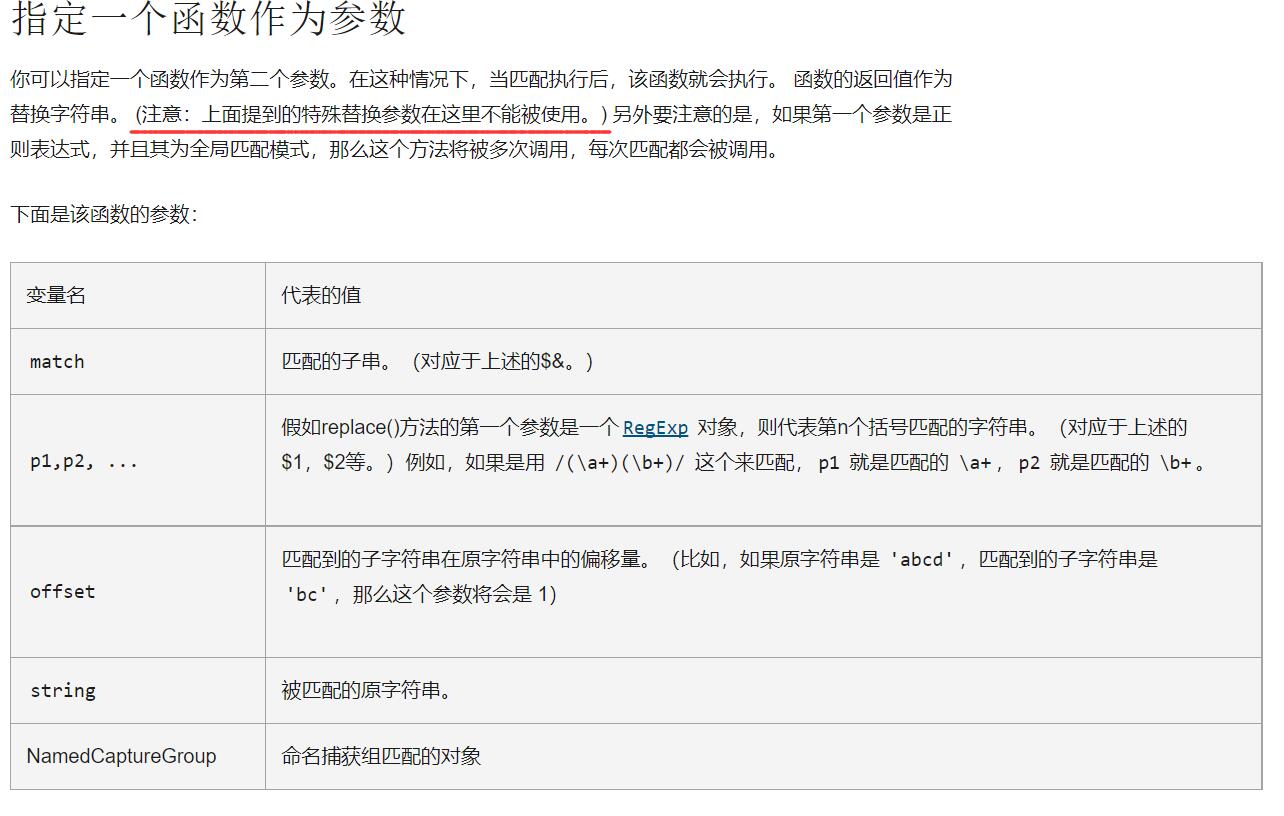 指定一个函数作为参数
你可以指定一个函数作为第二个参数。在这种情况下，当匹配执行后，该函数就会执行。 函数的返回值作为
替换字符串。 (注意：上面提到的特殊替换参数在这里不能被使用。) 另外要注意的是，如果第一个参数是正
则表达式，并且其为全局匹配模式，那么这个方法将被多次调用，每次匹配都会被调用。
下面是该函数的参数：
变量名 代表的值
match 匹配的子串。（对应于上述的$&。）
p1,p2, ... 假如replace()方法的第一个参数是一个 RegExp 对象，则代表第n个括号匹配的字符串。（对应于上述的
$1，$2等。）例如，如果是用 /(\a+)(\b+)/ 这个来匹配，p1 就是匹配的 \a+，p2 就是匹配的 \b+。
offset 匹配到的子字符串在原字符串中的偏移量。（比如，如果原字符串是 'abcd'，匹配到的子字符串是
'bc'，那么这个参数将会是 1）
string 被匹配的原字符串。
NamedCaptureGroup 命名捕获组匹配的对象